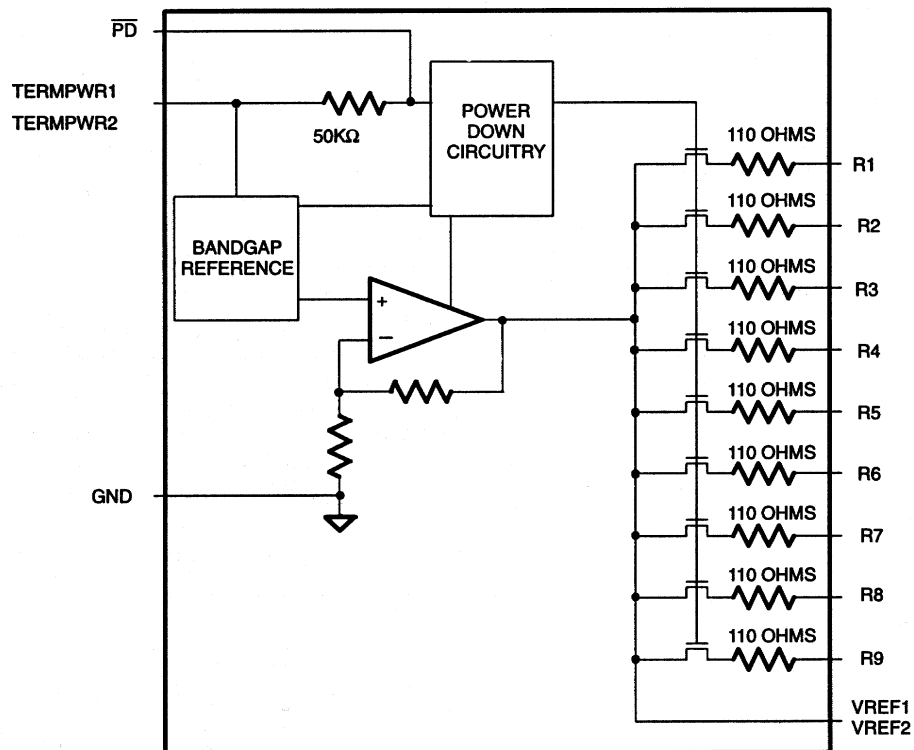 PD
TERMPWR1
TERMPWR2
50KΩ
POWER
DOWN
CIRCUITRY
BANDGAP
REFERENCE
+
−
GND
110 OHMS
R1
110 OHMS
R2
110 OHMS
R3
110 OHMS
R4
110 OHMS
R5
110 OHMS
R6
110 OHMS
R7
110 OHMS
R8
110 OHMS
R9
VREF1
VREF2